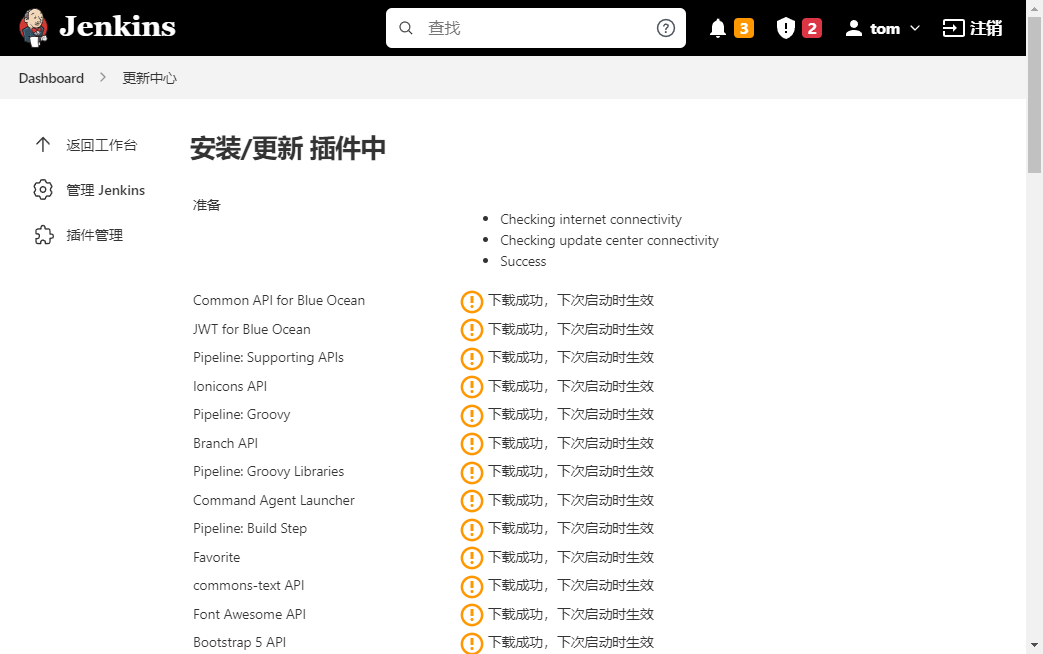 Jenkins
查找
3
2
tom
注销
Dashboard
更新中心
返回工作台
管理 Jenkins
插件管理
安装/更新 插件中
准备
Checking internet connectivity
Checking update center connectivity
Success
Common API for Blue Ocean 下载成功，下次启动时生效
JWT for Blue Ocean 下载成功，下次启动时生效
Pipeline: Supporting APIs 下载成功，下次启动时生效
Ionicons API 下载成功，下次启动时生效
Pipeline: Groovy 下载成功，下次启动时生效
Branch API 下载成功，下次启动时生效
Pipeline: Groovy Libraries 下载成功，下次启动时生效
Command Agent Launcher 下载成功，下次启动时生效
Pipeline: Build Step 下载成功，下次启动时生效
Favorite 下载成功，下次启动时生效
commons-text API 下载成功，下次启动时生效
Font Awesome API 下载成功，下次启动时生效
Bootstrap 5 API 下载成功，下次启动时生效